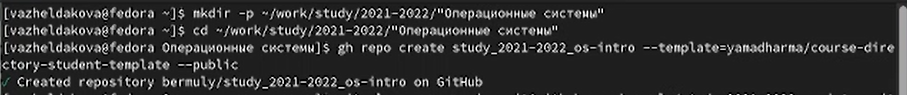 [vazheldakova@fedora ~]$ mkdir -p ~/work/study/2021-2022/"Операционные системы"
[vazheldakova@fedora ~]$ cd ~/work/study/2021-2022/"Операционные системы"
[vazheldakova@fedora Операционные системы]$ gh repo create study_2021-2022_os-intro --template=yamadharma/course-dire
ctory-student-template --public
✓ Created repository bermuly/study_2021-2022_os-intro on GitHub